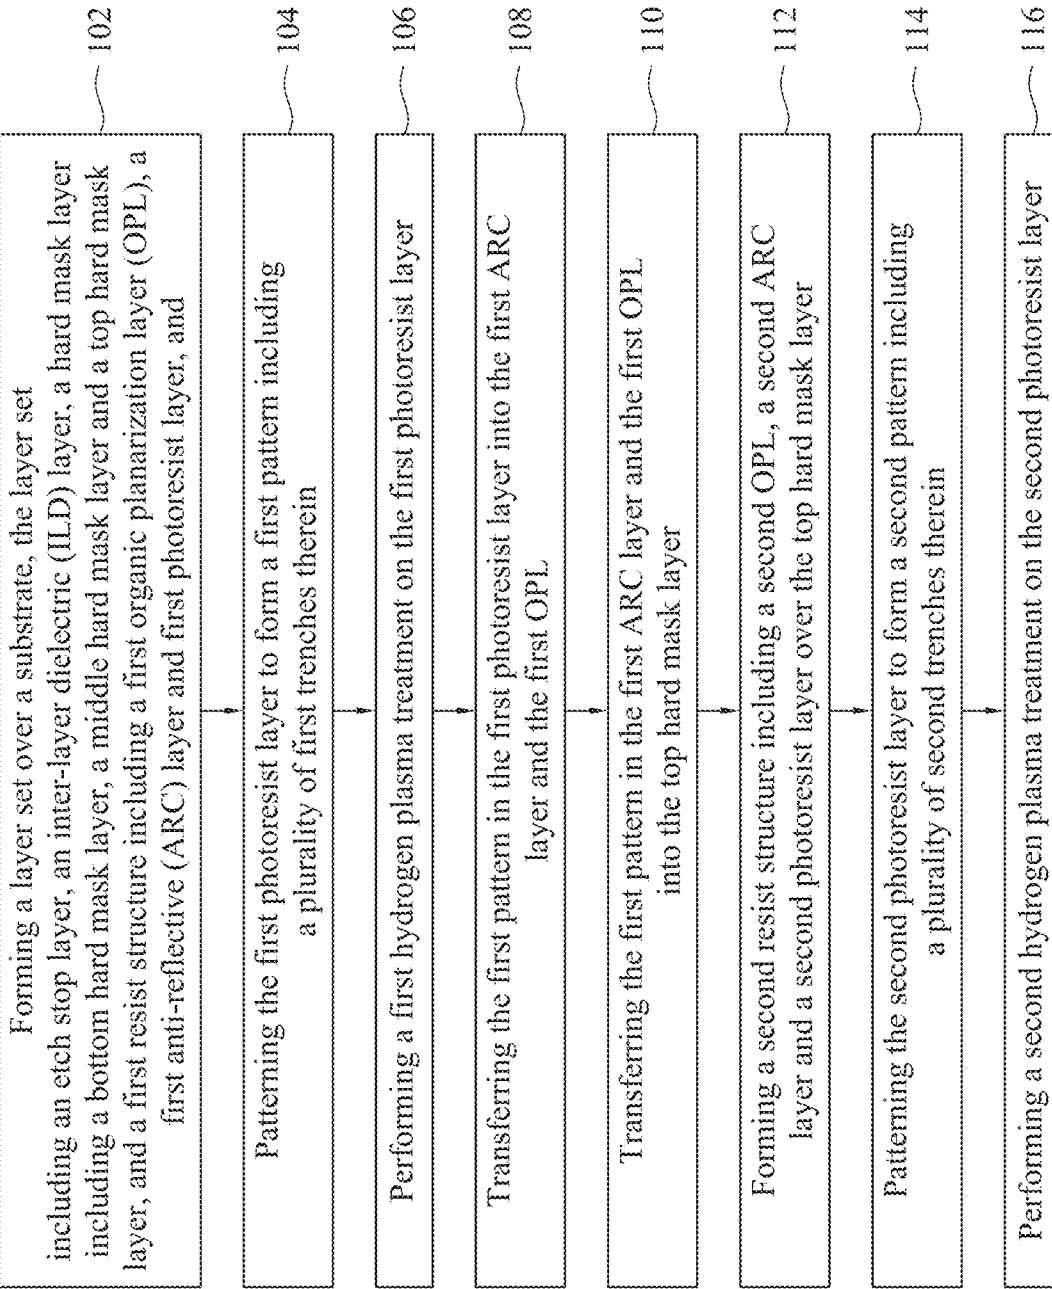 Forming a layer set over a substrate, the layer set
including an etch stop layer, an inter-layer dielectric (ILD) layer, a hard mask layer
including a bottom hard mask layer, a middle hard mask layer and a top hard mask
layer, and a first resist structure including a first organic planarization layer (OPL), a
first anti-reflective (ARC) layer and first photoresist layer, and
102
Patterning the first photoresist layer to form a first pattern including
a plurality of first trenches therein
104
Performing a first hydrogen plasma treatment on the first photoresist layer
106
Transferring the first pattern in the first photoresist layer into the first ARC
layer and the first OPL
108
Transferring the first pattern in the first ARC layer and the first OPL
into the top hard mask layer
110
Forming a second resist structure including a second OPL, a second ARC
layer and a second photoresist layer over the top hard mask layer
112
Patterning the second photoresist layer to form a second pattern including
a plurality of second trenches therein
114
Performing a second hydrogen plasma treatment on the second photoresist layer
116